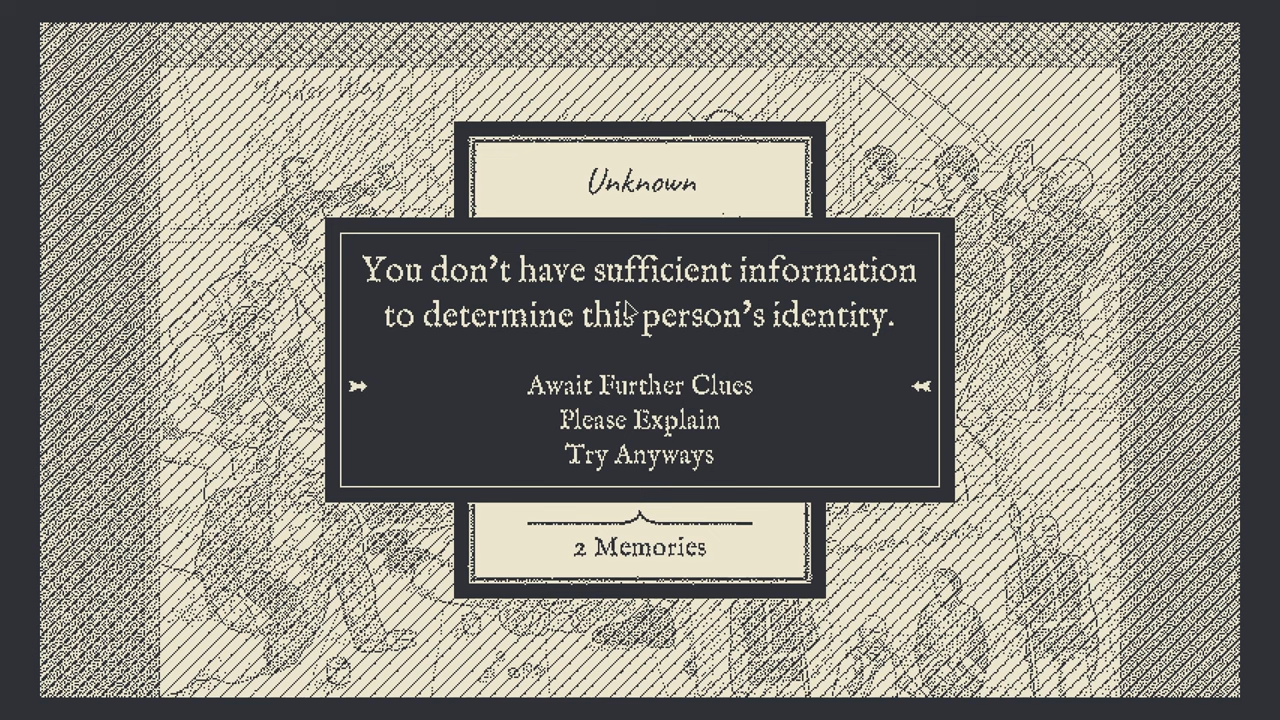 Unknown
You don't have sufficient information
to determine this person's identity.
Await Further Clues
Please Explain
Try Anyways
2 Memories